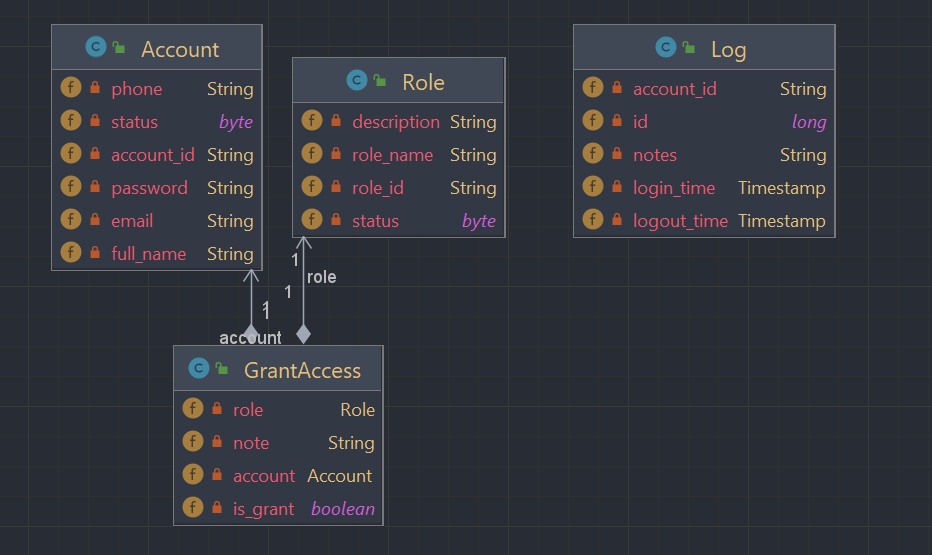 Account
phone String
status byte
account_id String
password String
email String
full_name String
Role
description String
role_name String
role_id String
status byte
Log
account_id String
id long
notes String
login_time Timestamp
logout_time Timestamp
1
role
1
1
account
GrantAccess
role Role
note String
account Account
is_grant boolean